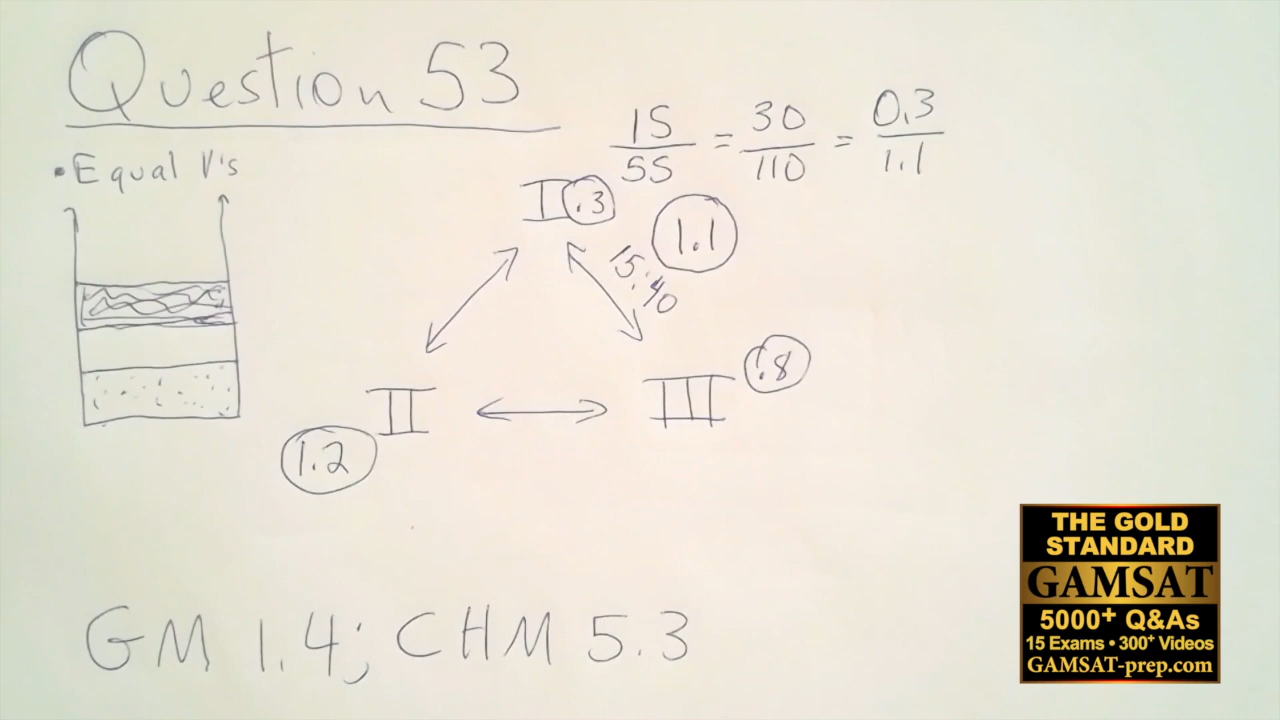 Question 53
15/55 = 30/110 = 0.3/1.1
• Equal V's
I .3
1.1
15:40
II
1.2
III
.8
GM 1.4; CHM 5.3
THE GOLD
STANDARD
GAMSAT
5000+ Q&As
15 Exams • 300+ Videos
GAMSAT-prep.com